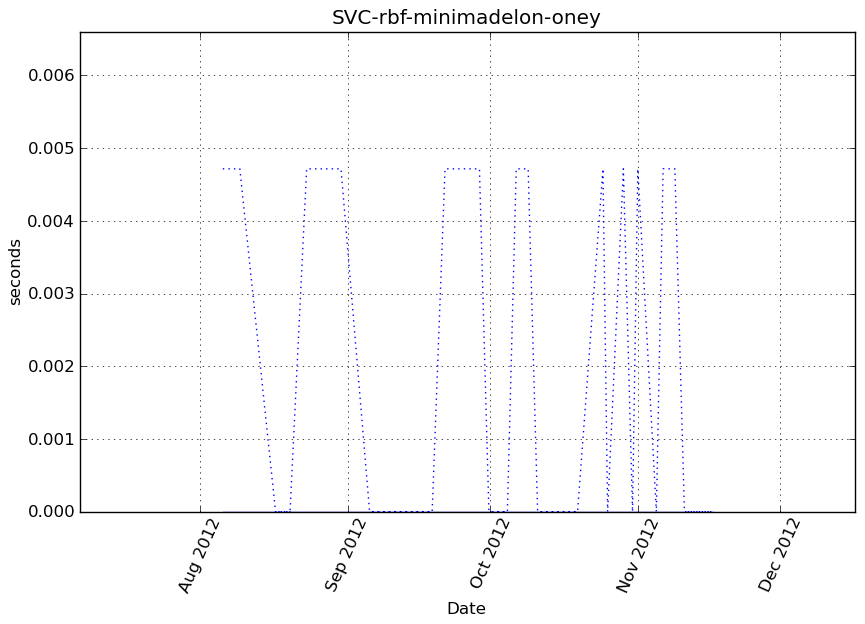 SVC-rbf-minimadelon-oney
0.006
0.005
0.004
0.003
0.002
0.001
0.000
seconds
Aug 2012
Sep 2012
Oct 2012
Nov 2012
Dec 2012
Date